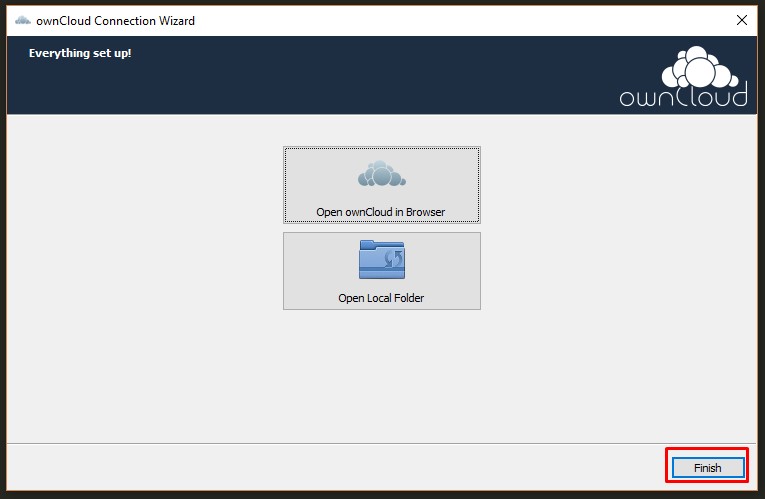 ownCloud Connection Wizard
Everything set up!
ownCloud
Open ownCloud in Browser
Open Local Folder
Finish